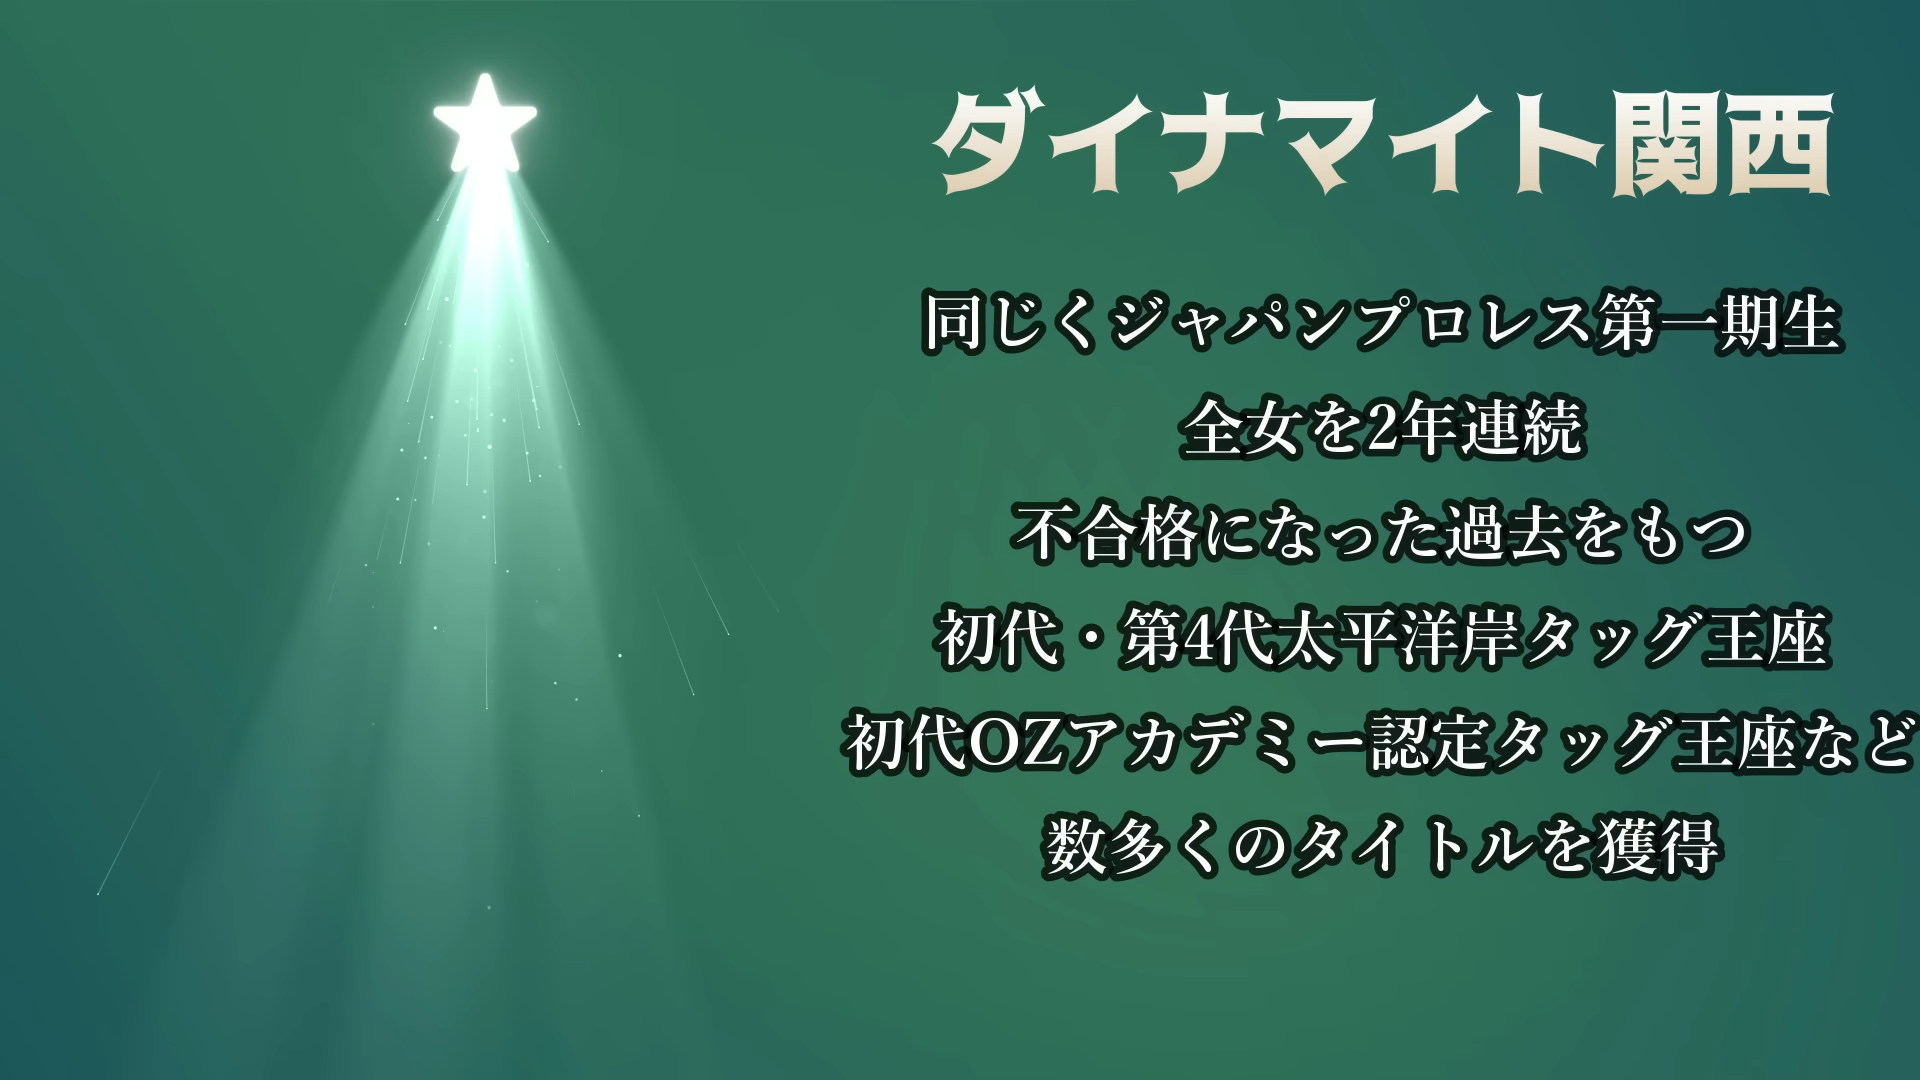 ダイナマイト関西
同じくジャパンプロレス第一期生
全女を2年連続
不合格になった過去をもつ
初代・第4代太平洋岸タッグ王座
初代OZアカデミー認定タッグ王座など
数多くのタイトルを獲得